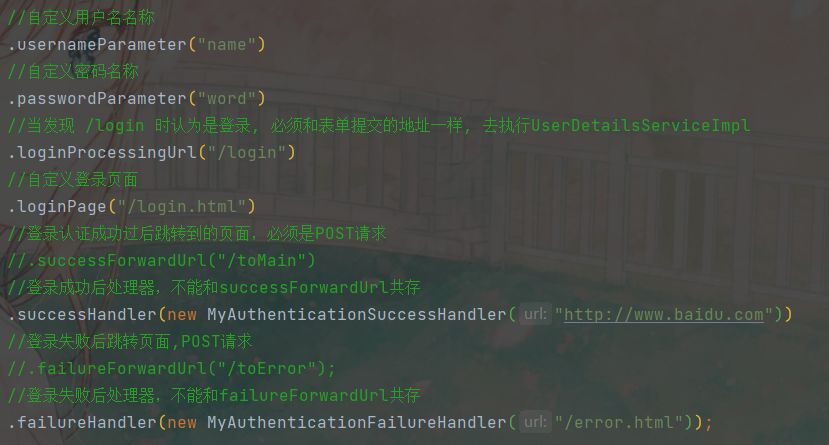 //自定义用户名名称
.usernameParameter("name")
//自定义密码名称
.passwordParameter("word")
//当发现 /login 时认为是登录, 必须和表单提交的地址一样, 去执行UserDetailsServiceImpl
.loginProcessingUrl("/login")
//自定义登录页面
.loginPage("/login.html")
//登录认证成功过后跳转到的页面，必须是POST请求
//.successForwardUrl("/toMain")
//登录成功后处理器，不能和successForwardUrl共存
.successHandler(new MyAuthenticationSuccessHandler( url: "http://www.baidu.com"))
//登录失败后跳转页面,POST请求
//.failureForwardUrl("/toError");
//登录失败后处理器，不能和failureForwardUrl共存
.failureHandler(new MyAuthenticationFailureHandler( url: "/error.html"));